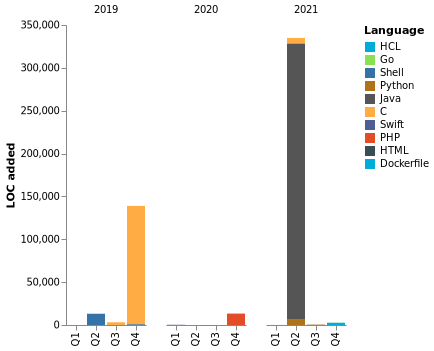 2019 2020 2021
Language
HCL
Go
Shell
Python
Java
C
Swift
PHP
HTML
Dockerfile
LOC added
350,000
300,000
250,000
200,000
150,000
100,000
50,000
0
Q1 Q2 Q3 Q4 Q1 Q2 Q3 Q4 Q1 Q2 Q3 Q4